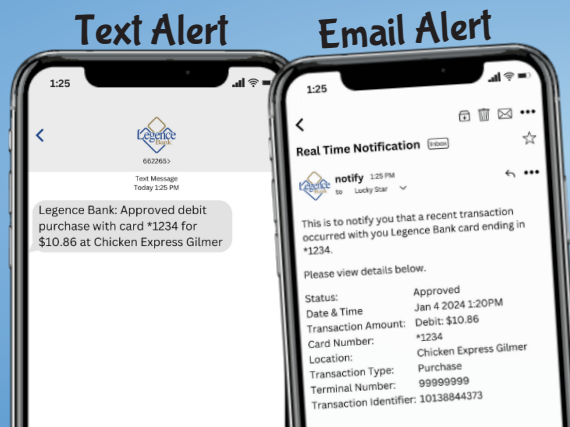 Text Alert
Email Alert
1:25
Legence
Bank
662265>
Text Message
Today 1:25 PM
Legence Bank: Approved debit
purchase with card *1234 for
$10.86 at Chicken Express Gilmer
1:25
Real Time Notification Inbox
Legence
Bank
notify 1:25 PM
to Lucky Star
This is to notify you that a recent transaction
occurred with you Legence Bank card ending in
*1234.
Please view details below.
Status: Approved
Date & Time Jan 4 2024 1:20PM
Transaction Amount: Debit: $10.86
Card Number: *1234
Location: Chicken Express Gilmer
Transaction Type: Purchase
Terminal Number: 99999999
Transaction Identifier: 10138844373